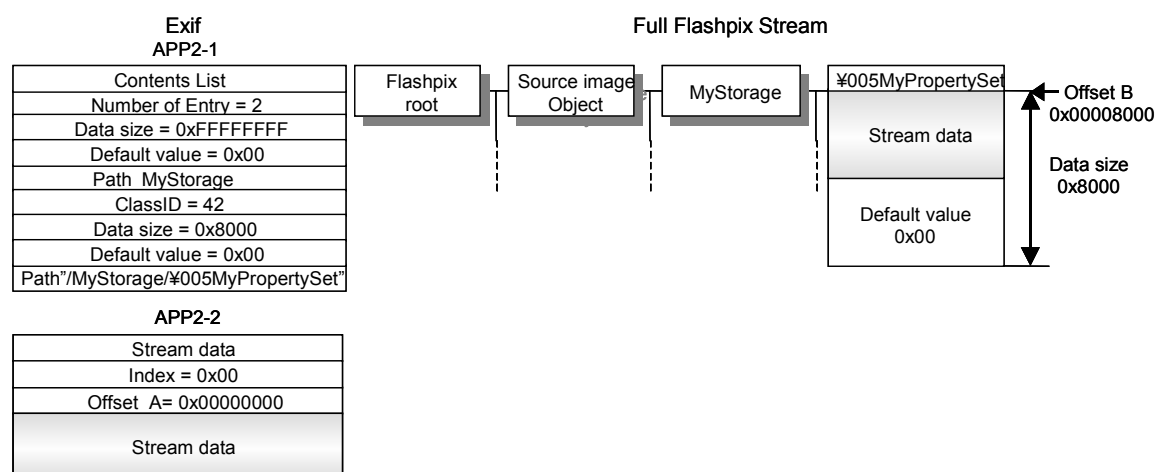 Exif
APP2-1
Contents List
Number of Entry = 2
Data size = 0xFFFFFFFF
Default value = 0x00
Path MyStorage
ClassID = 42
Data size = 0x8000
Default value = 0x00
Path”/MyStorage/¥005MyPropertySet”
APP2-2
Stream data
Index = 0x00
Offset A= 0x00000000
Stream data
Full Flashpix Stream
Flashpix
root
Source image
Object
MyStorage
¥005MyPropertySet
Stream data
Default value
0x00
Offset B
0x00008000
Data size
0x8000